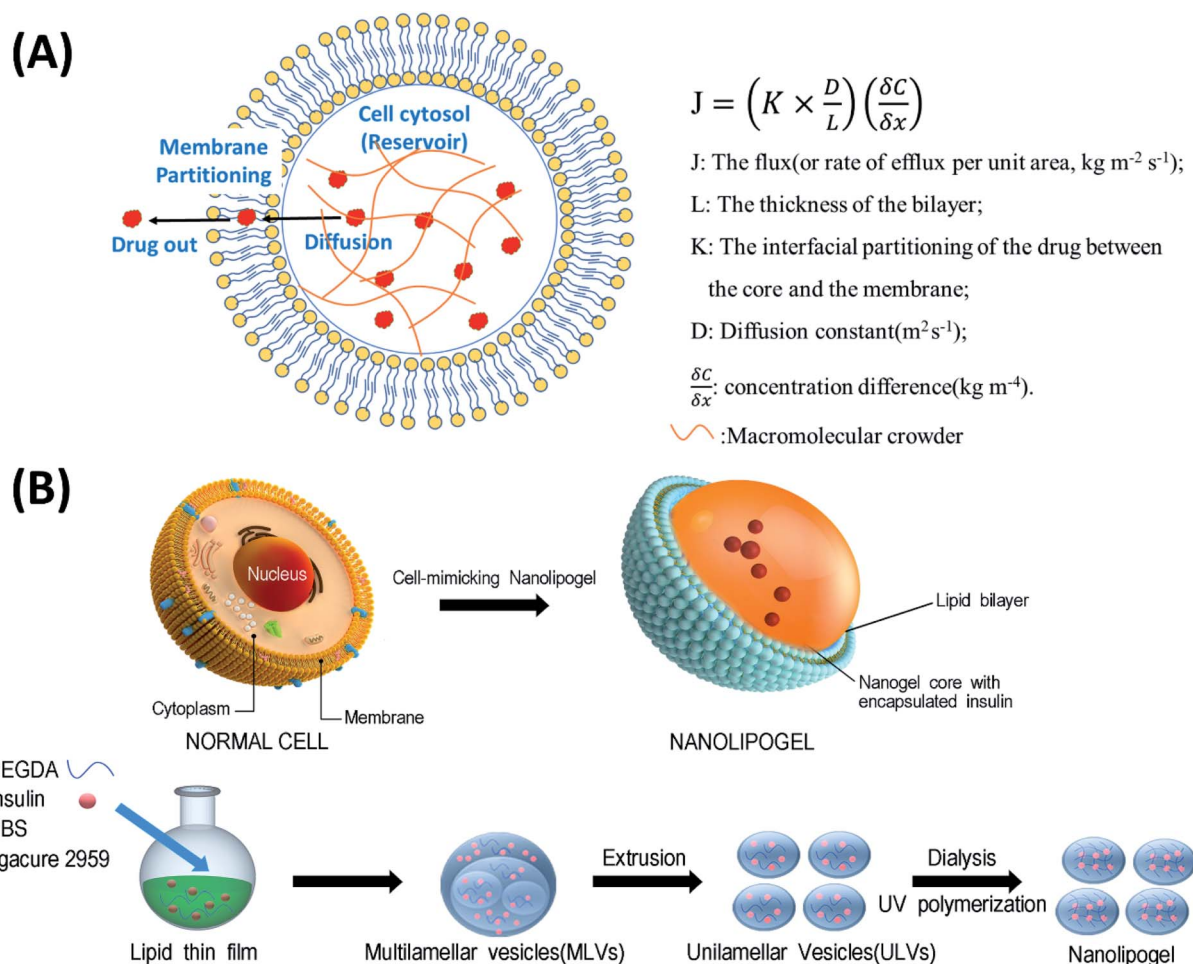 (A)
Cell cytosol
(Reservoir)
Membrane
Partitioning
Drug out
Diffusion
J = (K × D/L) (δC/δx)
J: The flux(or rate of efflux per unit area, kg m⁻² s⁻¹);
L: The thickness of the bilayer;
K: The interfacial partitioning of the drug between
the core and the membrane;
D: Diffusion constant(m²s⁻¹);
δC/δx: concentration difference(kg m⁻⁴).
:Macromolecular crowder
(B)
Nucleus
Cell-mimicking Nanolipogel
Lipid bilayer
Nanogel core with
encapsulated insulin
Cytoplasm
Membrane
NORMAL CELL
NANOLIPOGEL
EGDA
nsulin
BS
gacure 2959
Extrusion
Dialysis
UV polymerization
Lipid thin film
Multilamellar vesicles(MLVs)
Unilamellar Vesicles(ULVs)
Nanolipogel